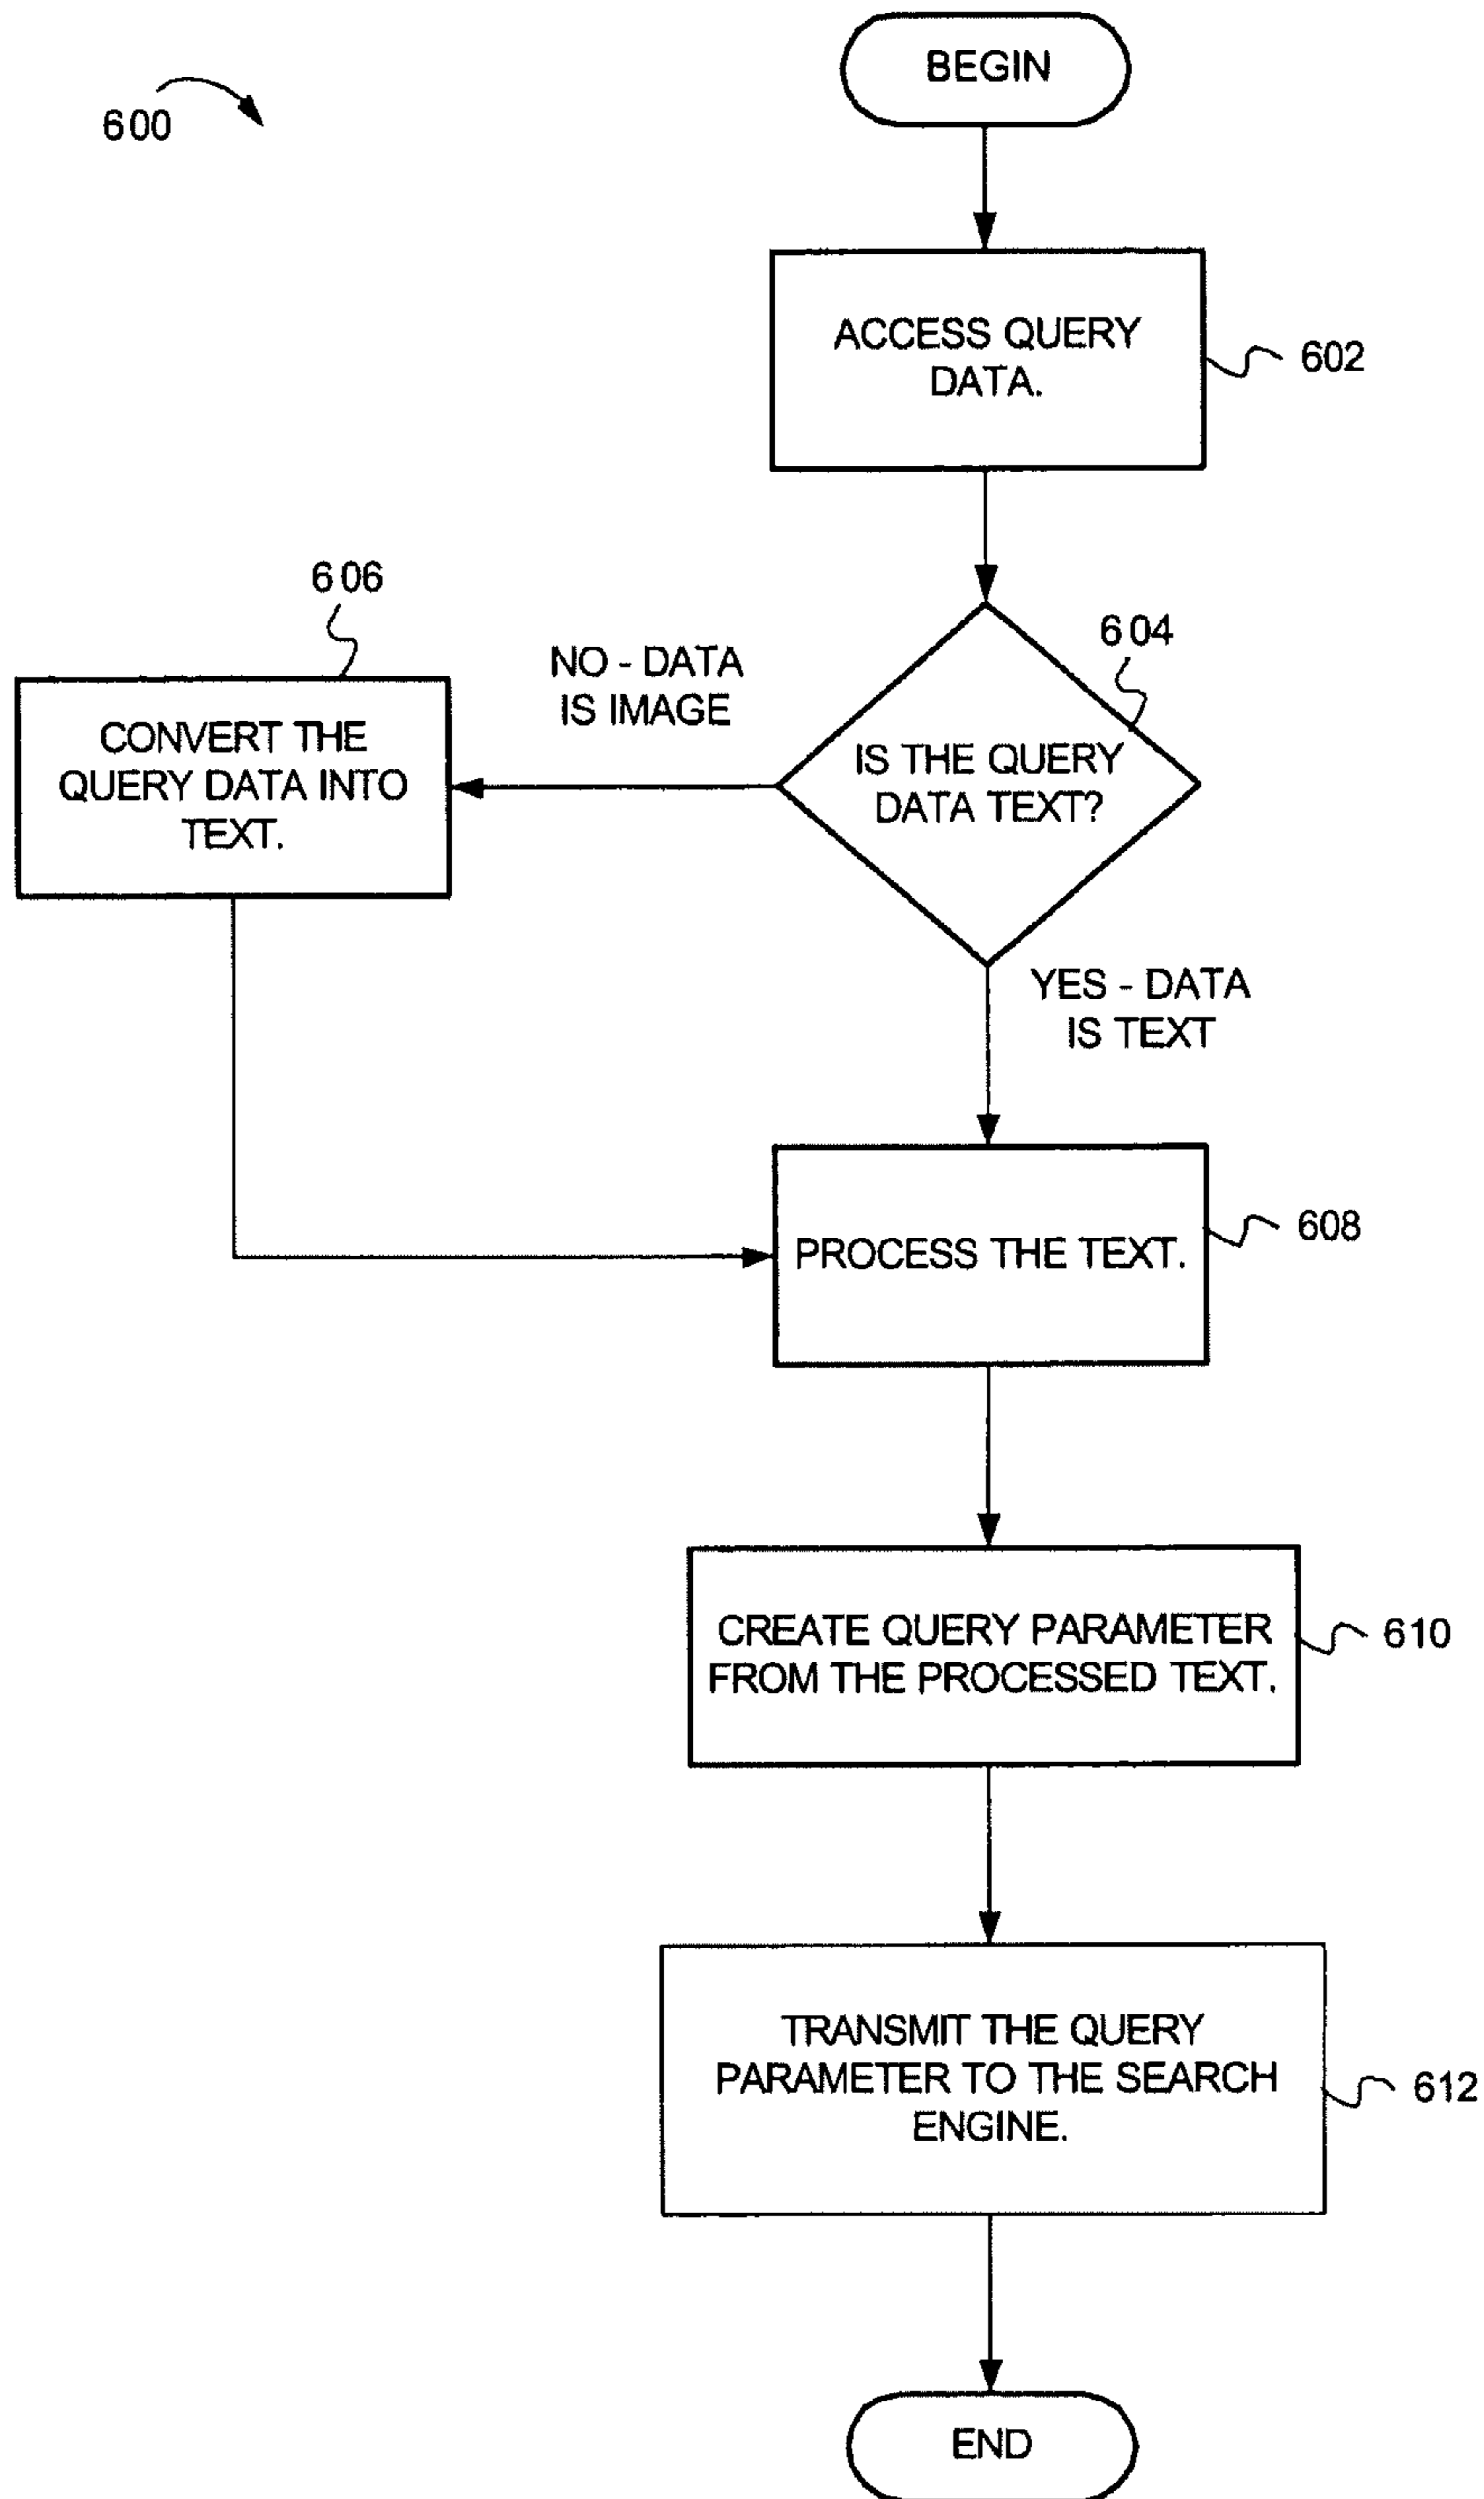 BEGIN
600
ACCESS QUERY
DATA.
602
606
604
NO - DATA
IS IMAGE
CONVERT THE
QUERY DATA INTO
TEXT.
IS THE QUERY
DATA TEXT?
YES - DATA
IS TEXT
608
PROCESS THE TEXT.
CREATE QUERY PARAMETER
FROM THE PROCESSED TEXT.
610
TRANSMIT THE QUERY
PARAMETER TO THE SEARCH
ENGINE.
612
END